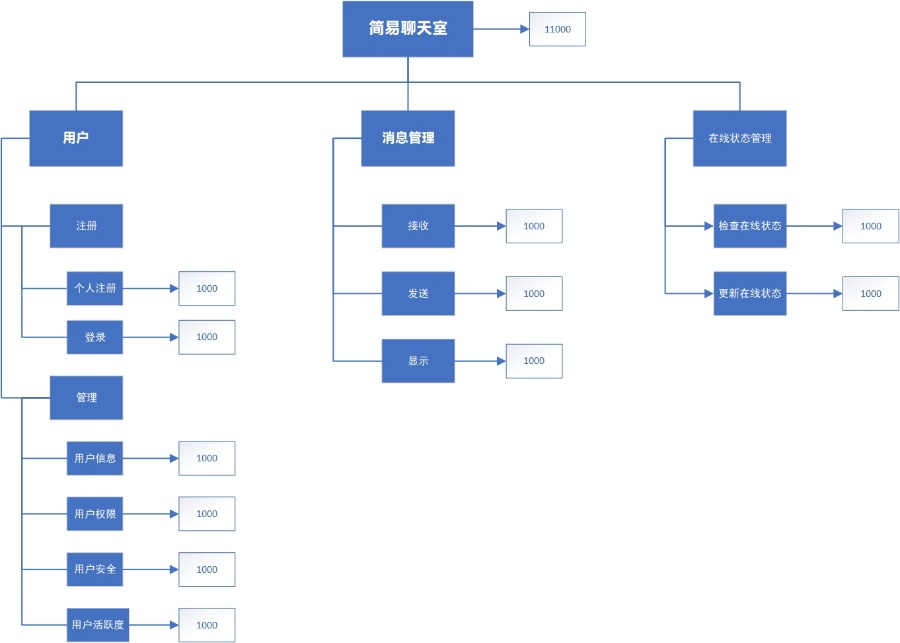 简易聊天室
11000
用户
消息管理
在线状态管理
注册
接收
1000
检查在线状态
1000
个人注册
1000
发送
1000
更新在线状态
1000
登录
1000
显示
1000
管理
用户信息
1000
用户权限
1000
用户安全
1000
用户活跃度
1000